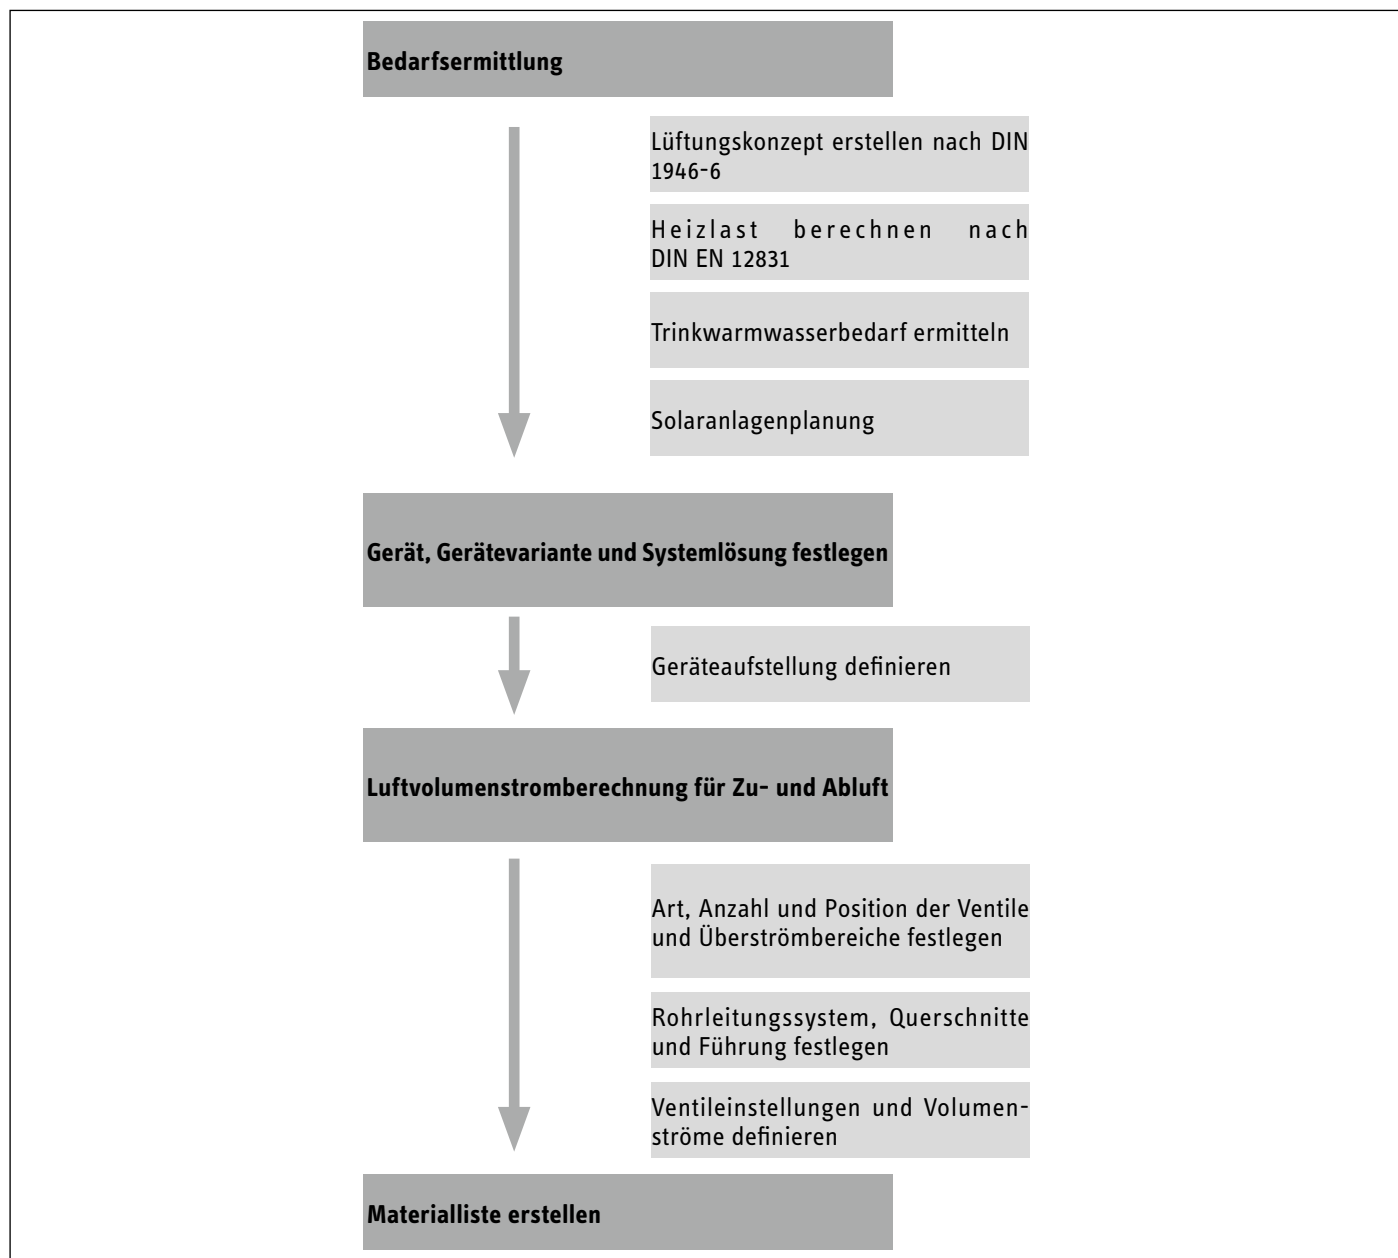 Bedarfsermittlung
Lüftungskonzept erstellen nach DIN
1946-6
Heizlast berechnen nach
DIN EN 12831
Trinkwarmwasserbedarf ermitteln
Solaranlagenplanung
Gerät, Gerätevariante und Systemlösung festlegen
Geräteaufstellung definieren
Luftvolumenstromberechnung für Zu- und Abluft
Art, Anzahl und Position der Ventile
und Überströmbereiche festlegen
Rohrleitungssystem, Querschnitte
und Führung festlegen
Ventileinstellungen und Volumen-
ströme definieren
Materialliste erstellen